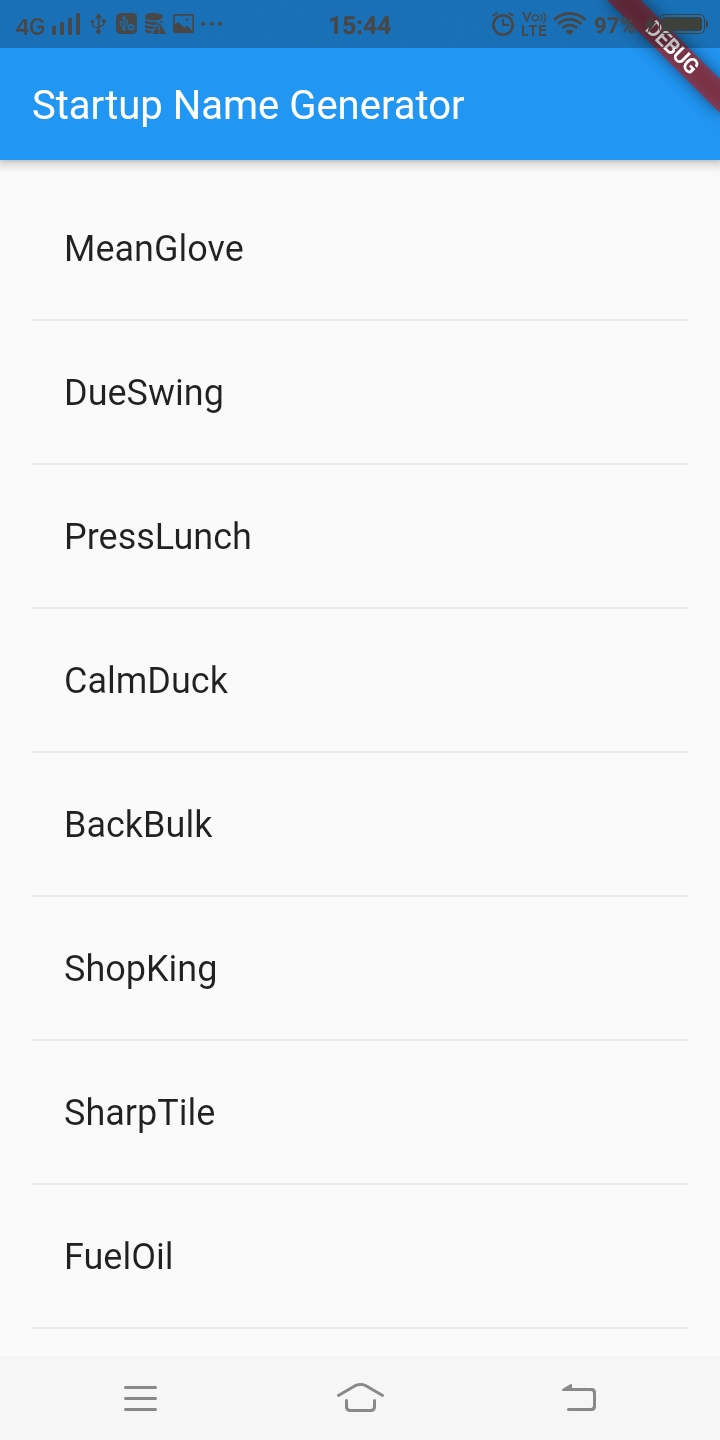 4G
15:44
Vo))
LTE
97%
DEBUG
Startup Name Generator
MeanGlove
DueSwing
PressLunch
CalmDuck
BackBulk
ShopKing
SharpTile
FuelOil